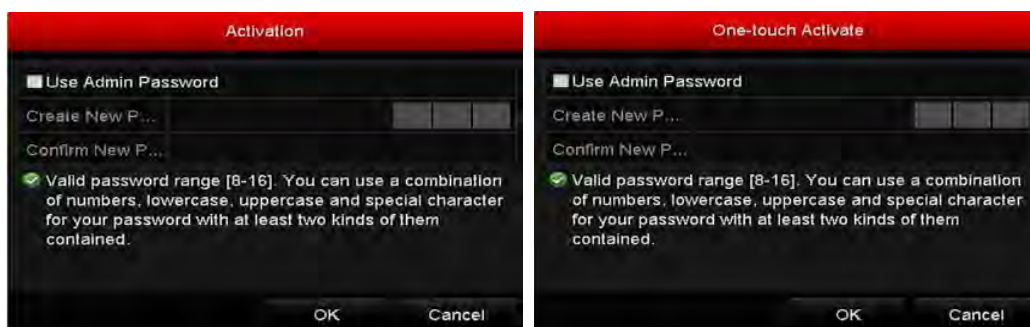 Activation
Use Admin Password
Create New P...
Confirm New P...
Valid password range [8-16]. You can use a combination
of numbers, lowercase, uppercase and special character
for your password with at least two kinds of them
contained.
OK Cancel
One-touch Activate
Use Admin Password
Create New P...
Confirm New P...
Valid password range [8-16]. You can use a combination
of numbers, lowercase, uppercase and special character
for your password with at least two kinds of them
contained.
OK Cancel